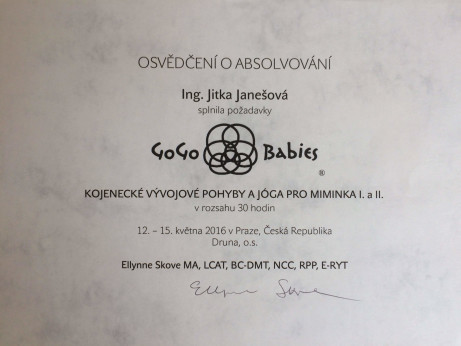 OSVĚDČENÍ O ABSOLVOVÁNÍ
Ing. Jitka Janešová
splnila požadavky
GoGo Babies
®
KOJENECKÉ VÝVOJOVÉ POHYBY A JÓGA PRO MIMINKA I. a II.
v rozsahu 30 hodin
12. – 15. května 2016 v Praze, Česká Republika
Druna, o.s.
Ellynne Skove MA, LCAT, BC-DMT, NCC, RPP, E-RYT